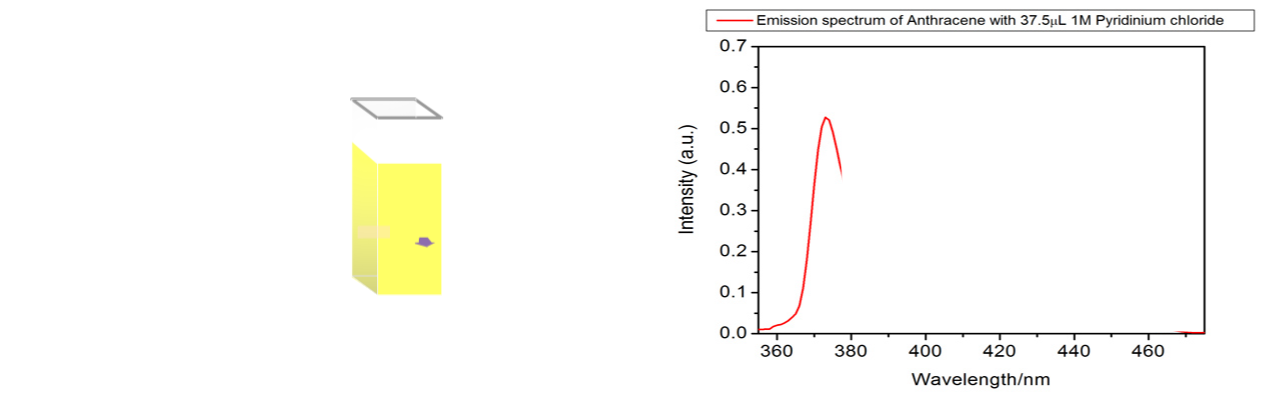 Emission spectrum of Anthracene with 37.5μL 1M Pyridinium chloride
0.7
0.6
0.5
0.4
0.3
0.2
0.1
0.0
Intensity (a.u.)
360 380 400 420 440 460
Wavelength/nm